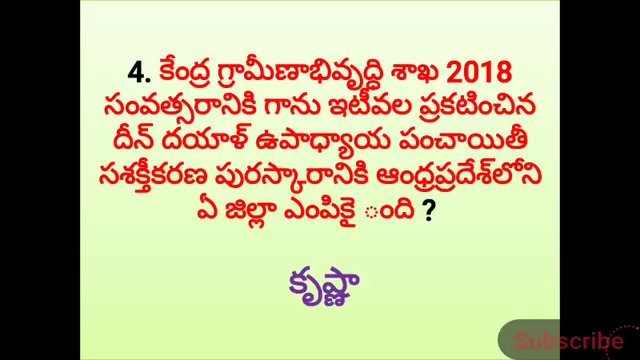 4. కేంద్ర గ్రామీణాభివృద్ధి శాఖ 2018
సంవత్సరానికి గాను ఇటీవల ప్రకటించిన
దీన్ దయాళ్ ఉపాధ్యాయ పంచాయితీ
సశక్తీకరణ పురస్కారానికి ఆంధ్రప్రదేశ్‌లోని
ఏ జిల్లా ఎంపికై ంది ?
కృష్ణా
Subscribe